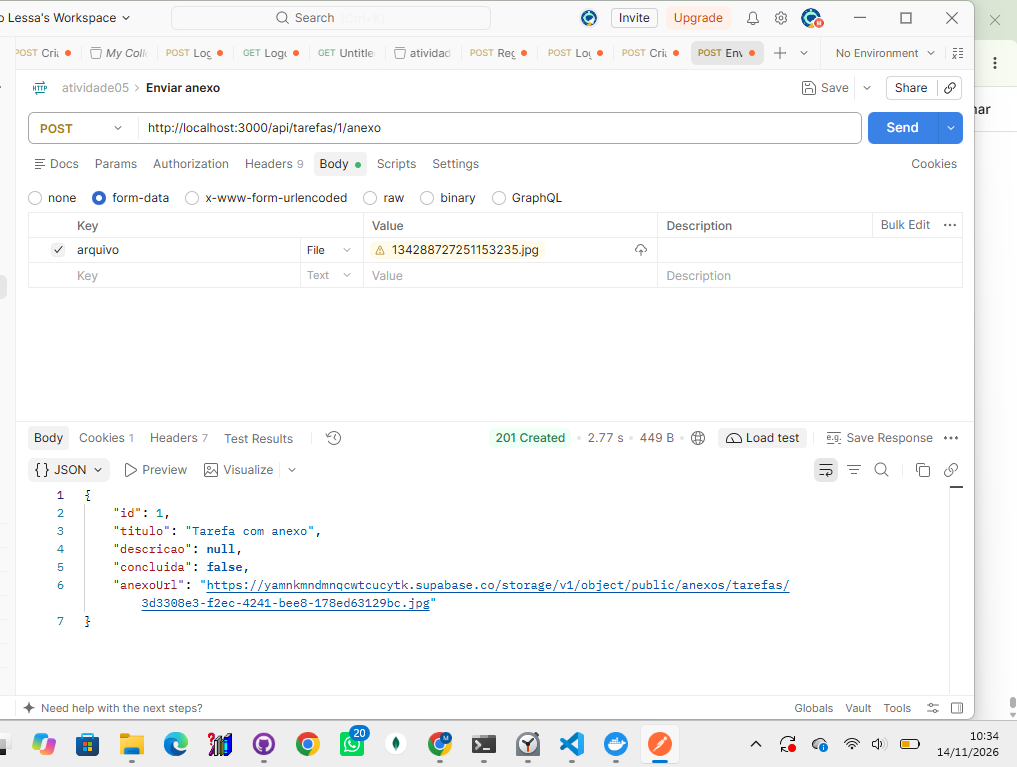 o Lessa's Workspace
Search
Invite
Upgrade
POST Cri
My Coll
POST Log
GET Log
GET Untitle
atividad
POST Reg
POST Log
POST Cri
POST Env
No Environment
HTTP
atividade05 > Enviar anexo
Save
Share
nar
POST
http://localhost:3000/api/tarefas/1/anexo
Send
Docs
Params
Authorization
Headers 9
Body
Scripts
Settings
Cookies
none
form-data
x-www-form-urlencoded
raw
binary
GraphQL
Key
Value
Description
Bulk Edit
arquivo
File
134288727251153235.jpg
Key
Text
Value
Description
Body
Cookies 1
Headers 7
Test Results
201 Created
2.77 s
449 B
Load test
e.g. Save Response
{} JSON
Preview
Visualize
1 {
2 "id": 1,
3 "titulo": "Tarefa com anexo",
4 "descricao": null,
5 "concluida": false,
6 "anexoUrl": "https://yamnkmndmnqcwtcucytk.supabase.co/storage/v1/object/public/anexos/tarefas/
3d3308e3-f2ec-4241-bee8-178ed63129bc.jpg"
7 }
Need help with the next steps?
Globals
Vault
Tools
20
10:34
14/11/2026